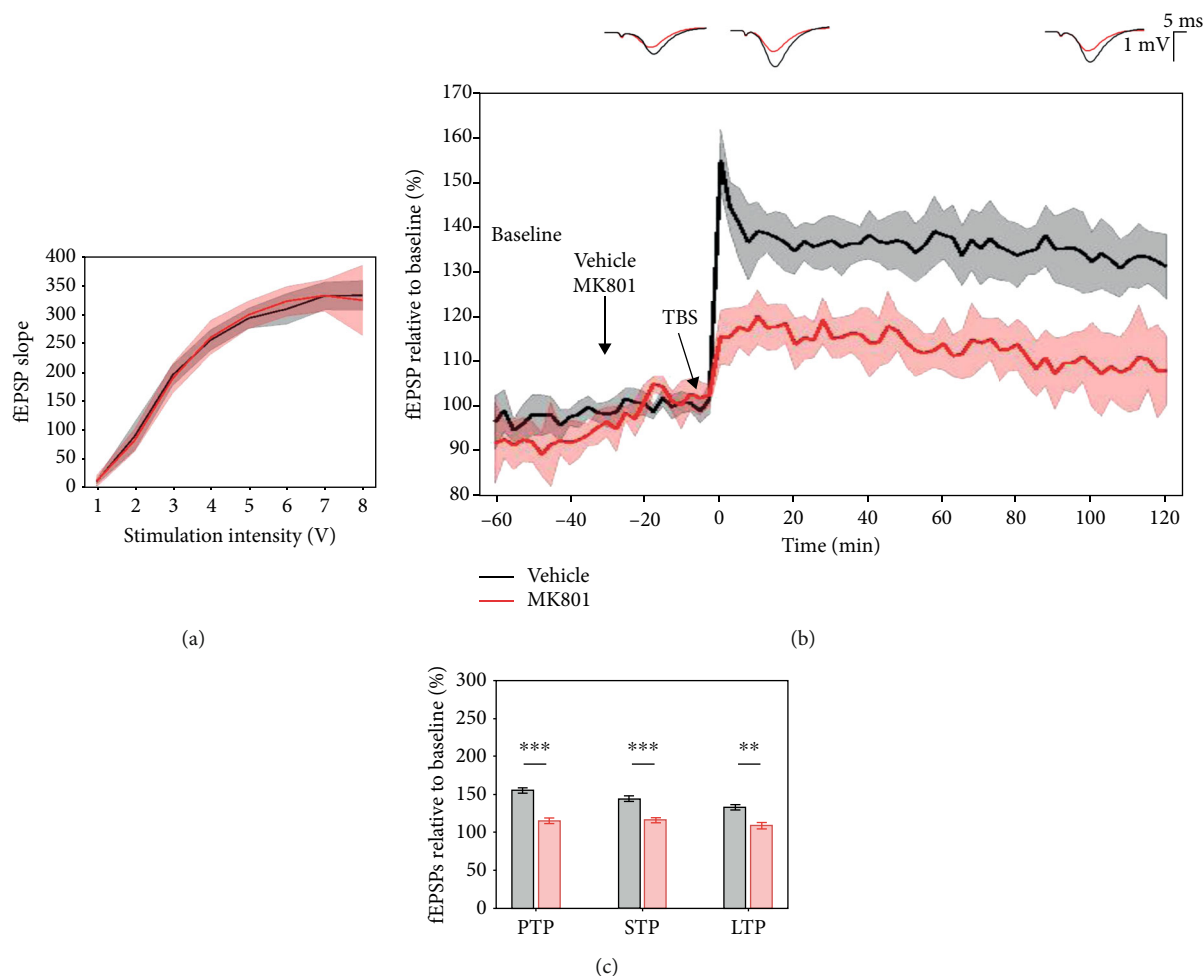 5 ms
1 mV
fEPSP slope
400
350
300
250
200
150
100
50
0
1 2 3 4 5 6 7 8
Stimulation intensity (V)
(a)
fEPSP relative to baseline (%)
170
160
150
140
130
120
110
100
90
80
Baseline
Vehicle
MK801
TBS
–60 –40 –20 0 20 40 60 80 100 120
Time (min)
Vehicle
MK801
(b)
fEPSPs relative to baseline (%)
300
250
200
150
100
50
0
*** *** **
PTP STP LTP
(c)